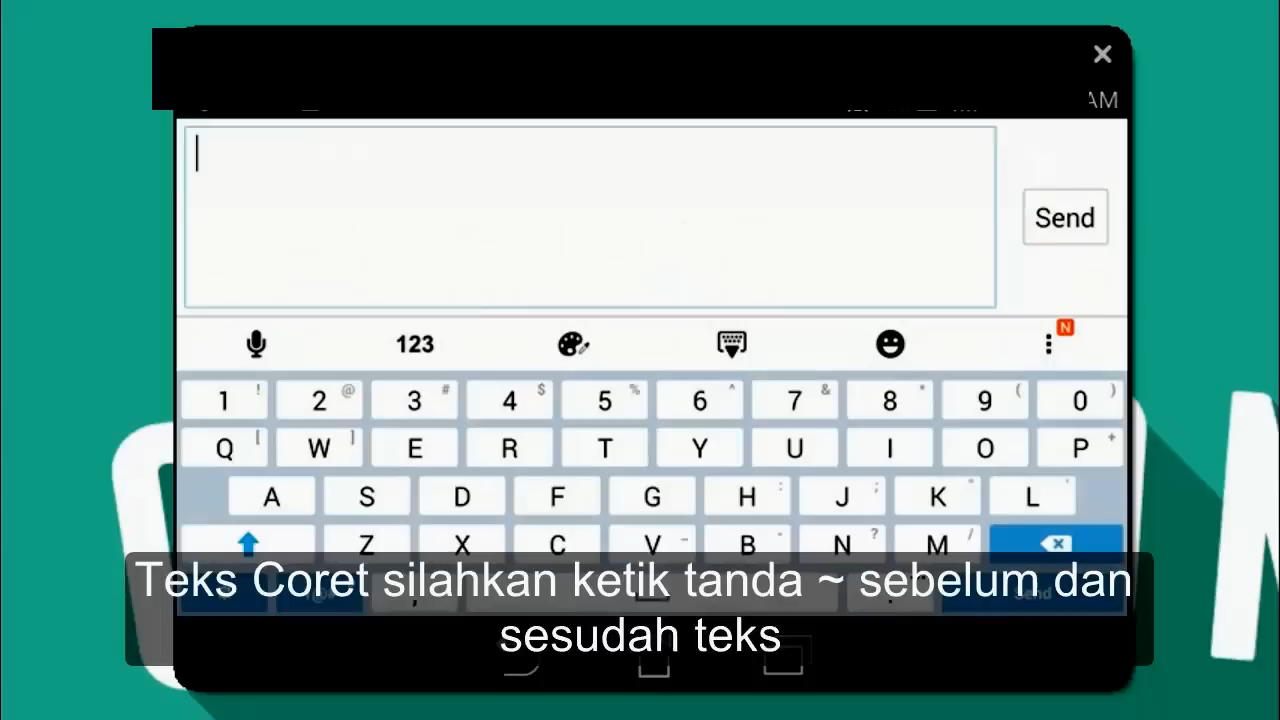 AM
Send
123
N
1 ! 2 @ 3 # 4 $ 5 % 6 ^ 7 & 8 * 9 ( 0 )
Q [ W ] E R T Y U I O P +
A S D F G H : J ; K " L '
Z X C V _ B - N ? M /
Teks Coret silahkan ketik tanda ~ sebelum dan
sesudah teks